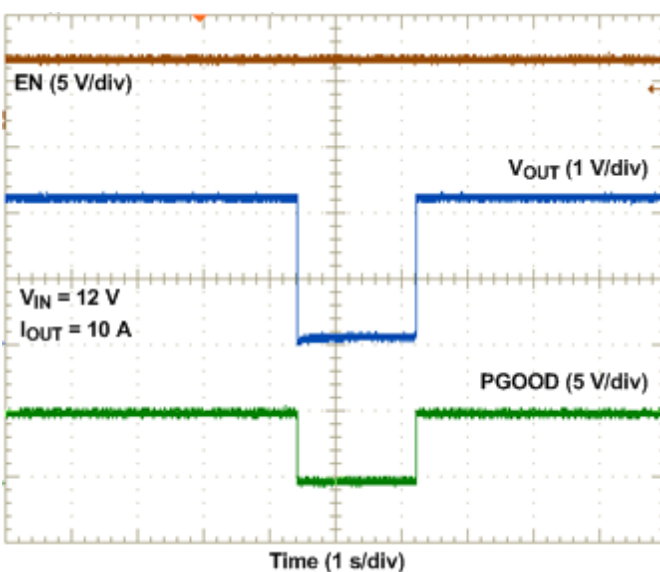 EN (5 V/div)
VOUT (1 V/div)
VIN = 12 V
IOUT = 10 A
PGOOD (5 V/div)
Time (1 s/div)